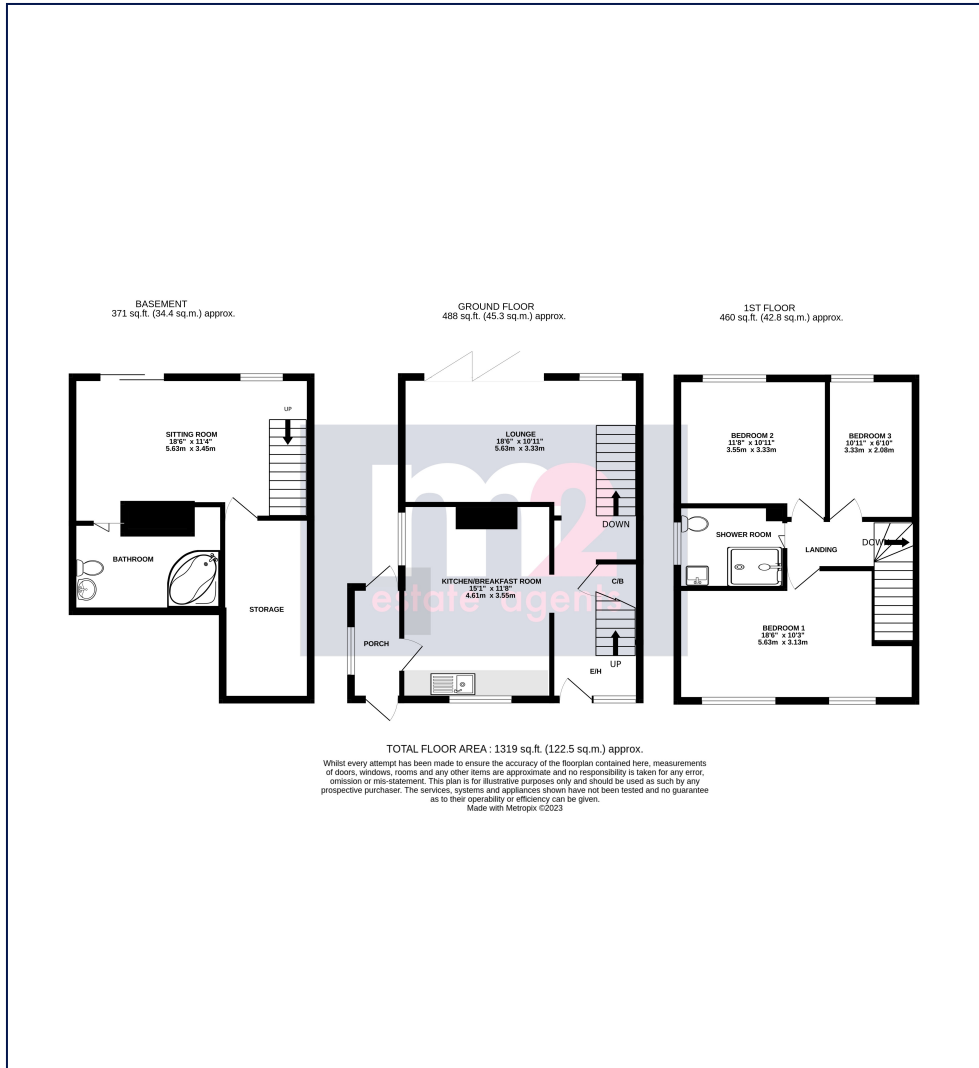 BASEMENT
371 sq.ft. (34.4 sq.m.) approx.
GROUND FLOOR
488 sq.ft. (45.3 sq.m.) approx.
1ST FLOOR
460 sq.ft. (42.8 sq.m.) approx.
UP
SITTING ROOM
18'6" x 11'4"
5.63m x 3.45m
BATHROOM
STORAGE
LOUNGE
18'6" x 10'11"
5.63m x 3.33m
DOWN
KITCHEN/BREAKFAST ROOM
15'1" x 11'8"
4.61m x 3.55m
C/B
PORCH
UP
E/H
m2
estate agents
BEDROOM 2
11'8" x 10'11"
3.55m x 3.33m
BEDROOM 3
10'11" x 6'10"
3.33m x 2.08m
SHOWER ROOM
LANDING
DOW
BEDROOM 1
18'6" x 10'3"
5.63m x 3.13m
TOTAL FLOOR AREA : 1319 sq.ft. (122.5 sq.m.) approx.
Whilst every attempt has been made to ensure the accuracy of the floorplan contained here, measurements
of doors, windows, rooms and any other items are approximate and no responsibility is taken for any error,
omission or mis-statement. This plan is for illustrative purposes only and should be used as such by any
prospective purchaser. The services, systems and appliances shown have not been tested and no guarantee
as to their operability or efficiency can be given.
Made with Metropix ©2023